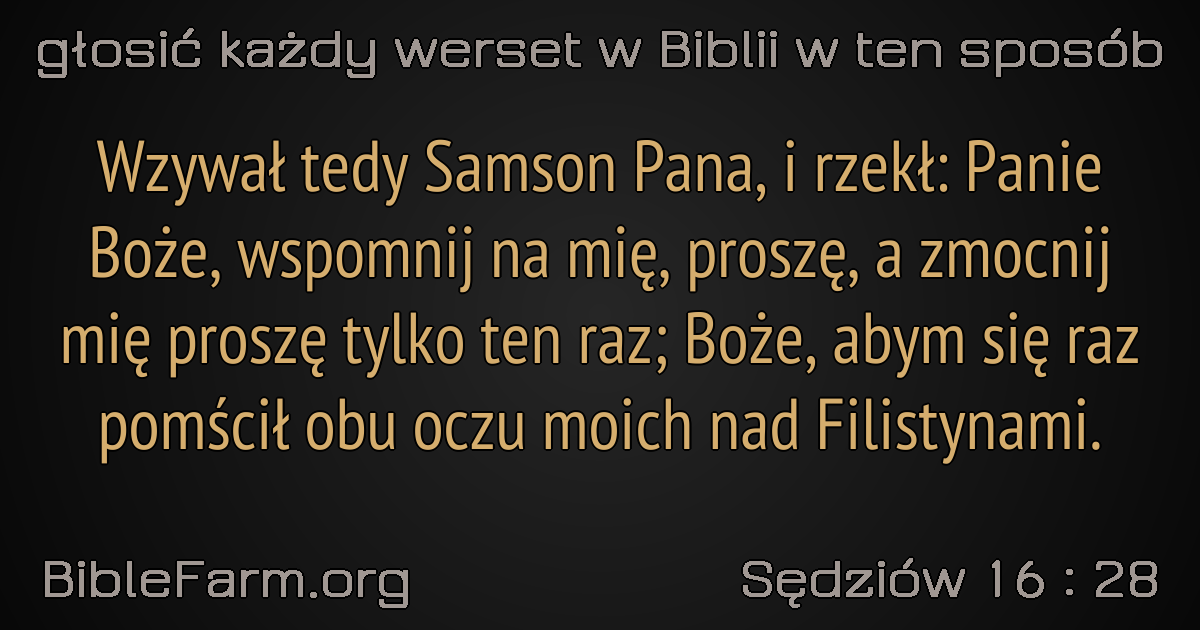 głosić każdy werset w Biblii w ten sposób
Wzywał tedy Samson Pana, i rzekł: Panie
Boże, wspomnij na mię, proszę, a zmocnij
mię proszę tylko ten raz; Boże, abym się raz
pomścił obu oczu moich nad Filistynami.
BibleFarm.org
Sędziów 16 : 28